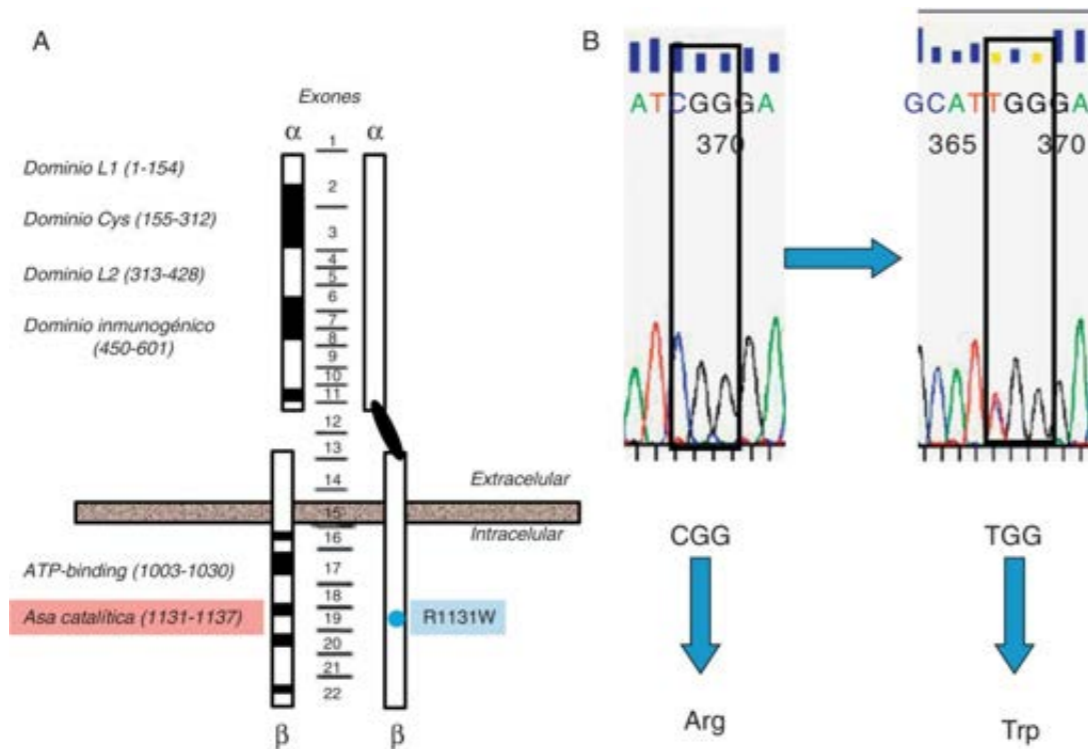 A
Exones
α
α
Dominio L1 (1-154)
Dominio Cys (155-312)
Dominio L2 (313-428)
Dominio inmunogénico
(450-601)
1
2
3
4
5
6
7
8
9
10
11
12
13
14
15
16
17
18
19
20
21
22
Extracelular
Intracelular
ATP-binding (1003-1030)
Asa catalítica (1131-1137)
R1131W
β
β
B
ATCGGGA
370
GCATTGGGA
365 370
CGG
TGG
Arg
Trp